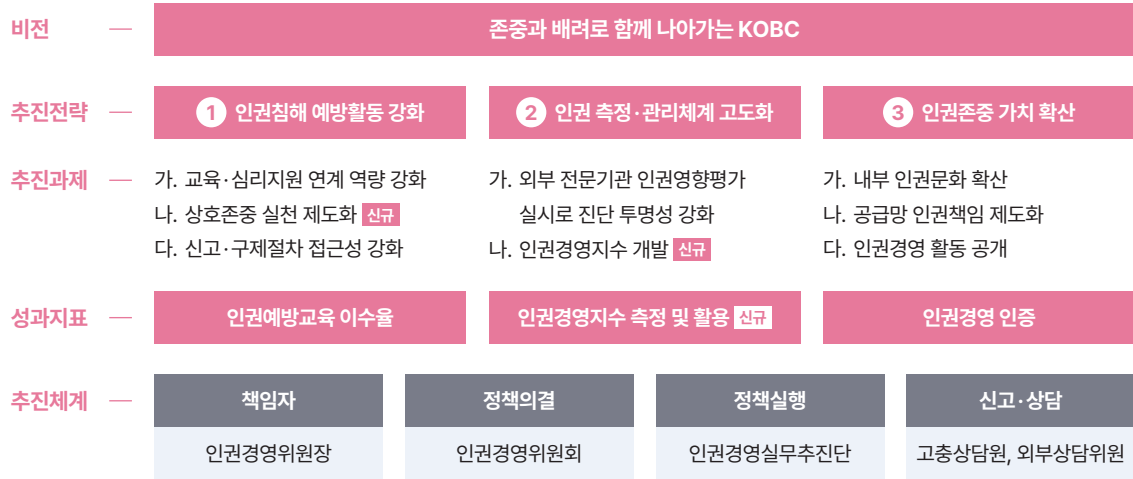 비전
존중과 배려로 함께 나아가는 KOBC
추진전략
1 인권침해 예방활동 강화
2 인권 측정·관리체계 고도화
3 인권존중 가치 확산
추진과제
가. 교육·심리지원 연계 역량 강화
나. 상호존중 실천 제도화 신규
다. 신고·구제절차 접근성 강화
가. 외부 전문기관 인권영향평가
실시로 진단 투명성 강화
나. 인권경영지수 개발 신규
가. 내부 인권문화 확산
나. 공급망 인권책임 제도화
다. 인권경영 활동 공개
성과지표
인권예방교육 이수율
인권경영지수 측정 및 활용 신규
인권경영 인증
추진체계
책임자
인권경영위원장
정책의결
인권경영위원회
정책실행
인권경영실무추진단
신고·상담
고충상담원, 외부상담위원